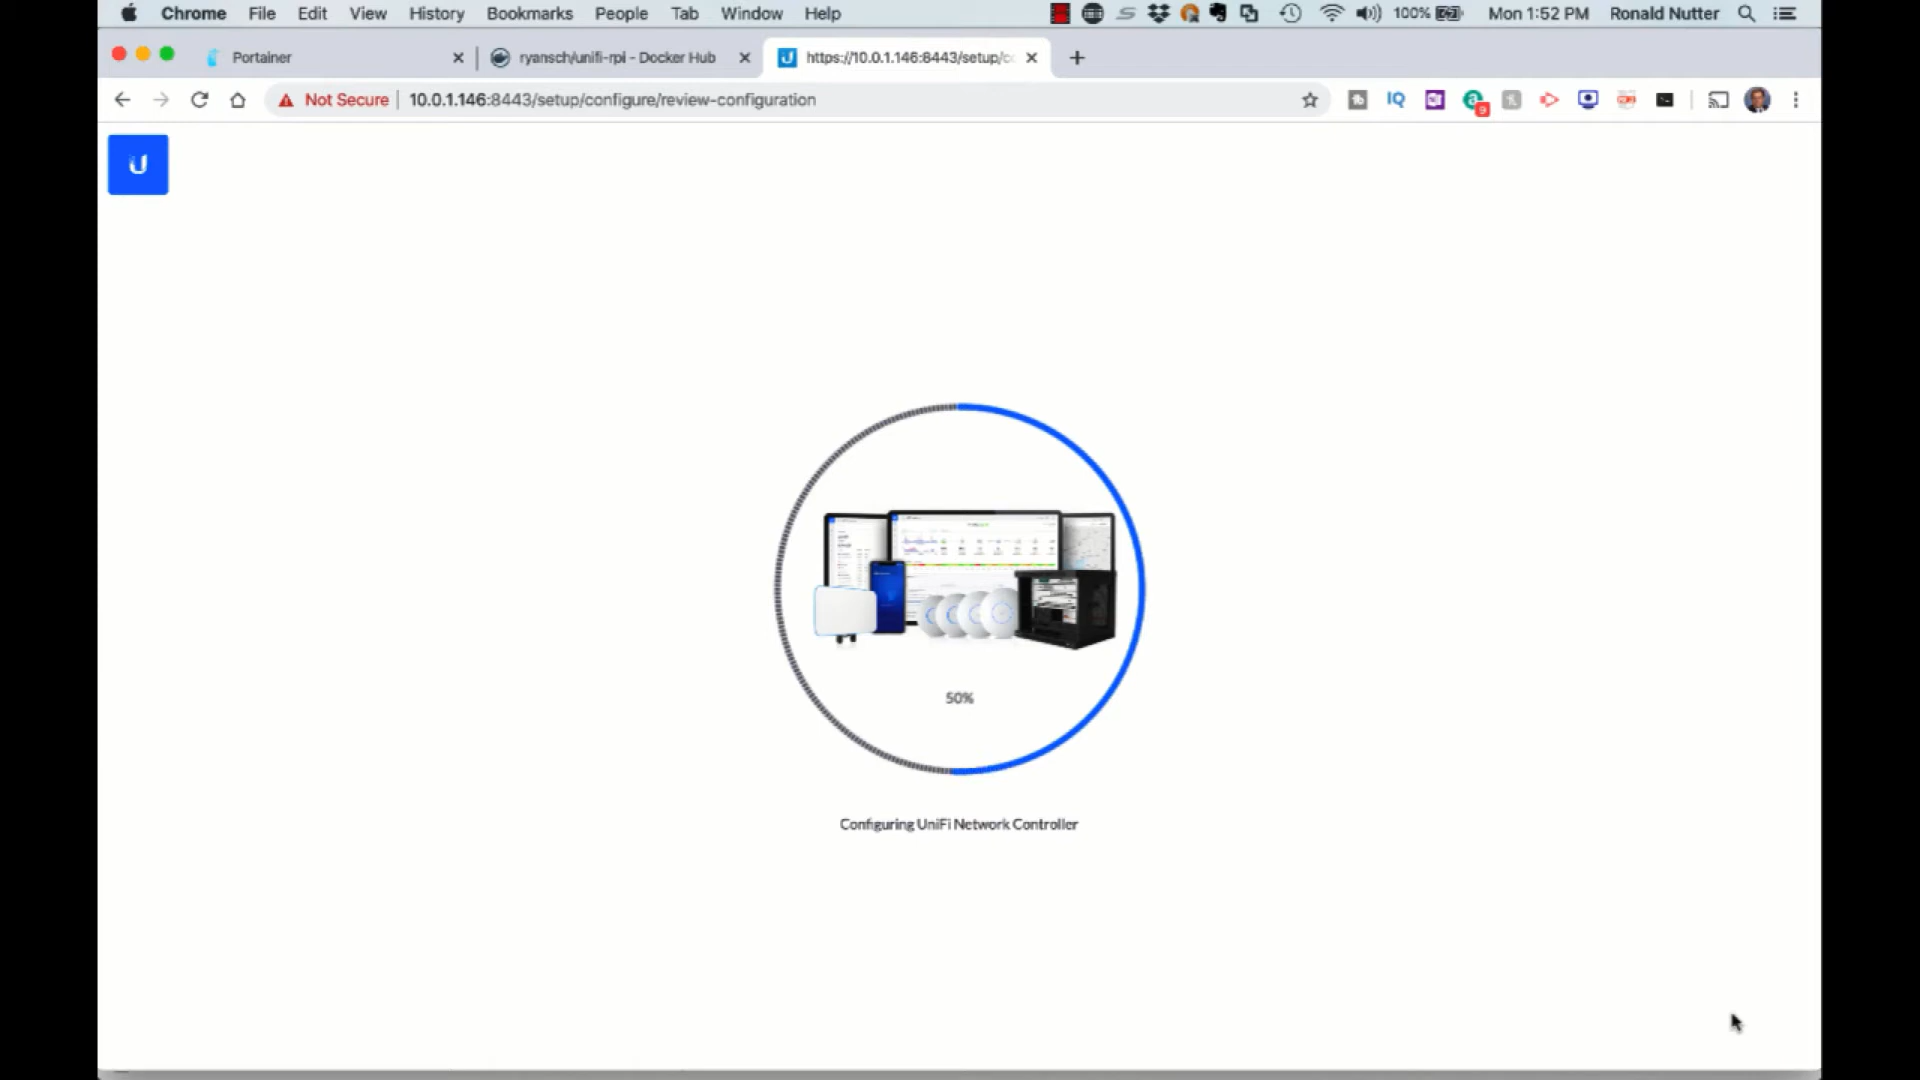 Chrome File Edit View History Bookmarks People Tab Window Help 100% Mon 1:52 PM Ronald Nutter
Portainer ryansch/unifi-rpi - Docker Hub https://10.0.1.146:8443/setup/cc
Not Secure 10.0.1.146:8443/setup/configure/review-configuration IQ 9
U
50%
Configuring UniFi Network Controller